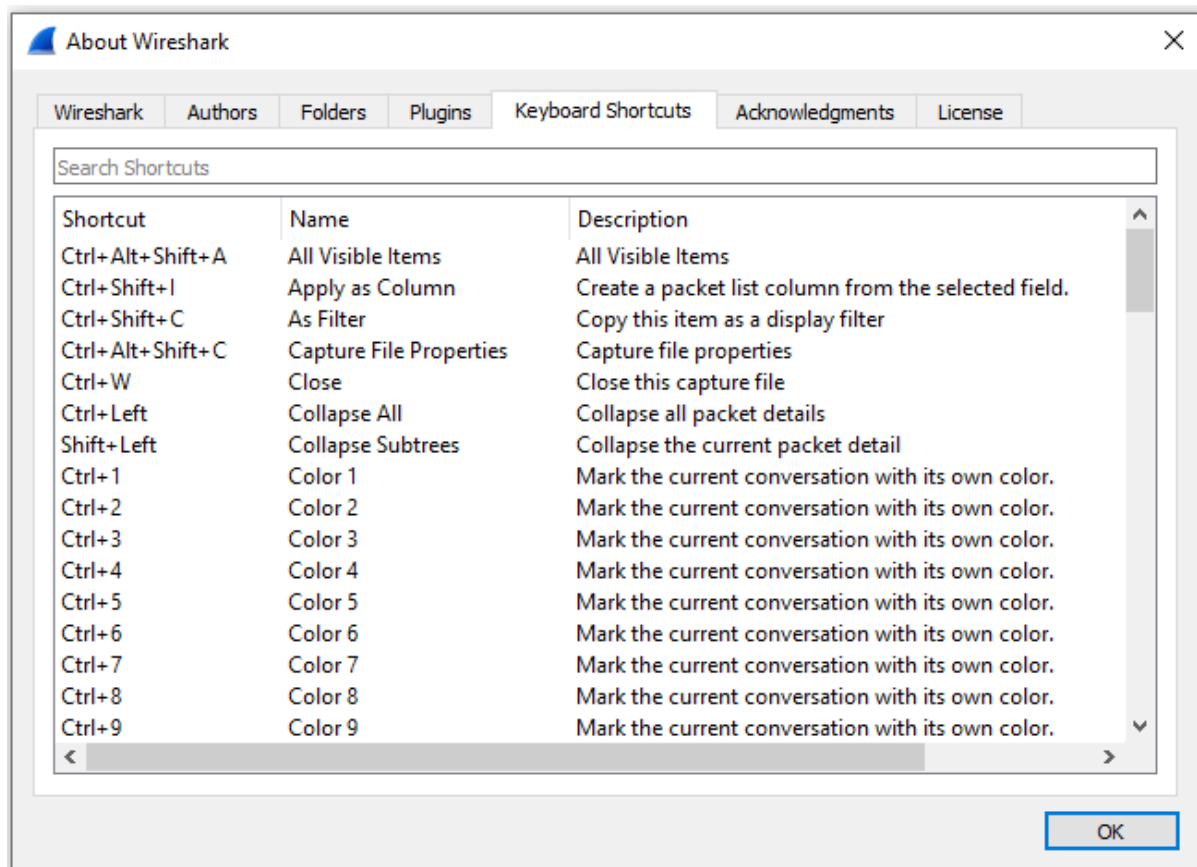 About Wireshark
Wireshark Authors Folders Plugins Keyboard Shortcuts Acknowledgments License
Search Shortcuts
Shortcut Name Description
Ctrl+Alt+Shift+A All Visible Items All Visible Items
Ctrl+Shift+I Apply as Column Create a packet list column from the selected field.
Ctrl+Shift+C As Filter Copy this item as a display filter
Ctrl+Alt+Shift+C Capture File Properties Capture file properties
Ctrl+W Close Close this capture file
Ctrl+Left Collapse All Collapse all packet details
Shift+Left Collapse Subtrees Collapse the current packet detail
Ctrl+1 Color 1 Mark the current conversation with its own color.
Ctrl+2 Color 2 Mark the current conversation with its own color.
Ctrl+3 Color 3 Mark the current conversation with its own color.
Ctrl+4 Color 4 Mark the current conversation with its own color.
Ctrl+5 Color 5 Mark the current conversation with its own color.
Ctrl+6 Color 6 Mark the current conversation with its own color.
Ctrl+7 Color 7 Mark the current conversation with its own color.
Ctrl+8 Color 8 Mark the current conversation with its own color.
Ctrl+9 Color 9 Mark the current conversation with its own color.
OK